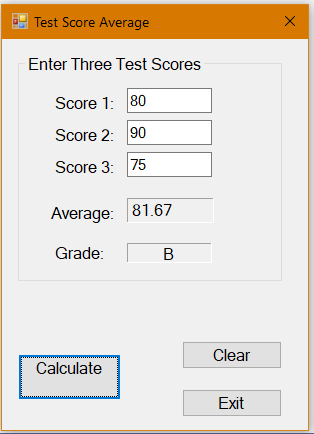 Test Score Average
Enter Three Test Scores
Score 1: 80
Score 2: 90
Score 3: 75
Average: 81.67
Grade: B
Calculate
Clear
Exit